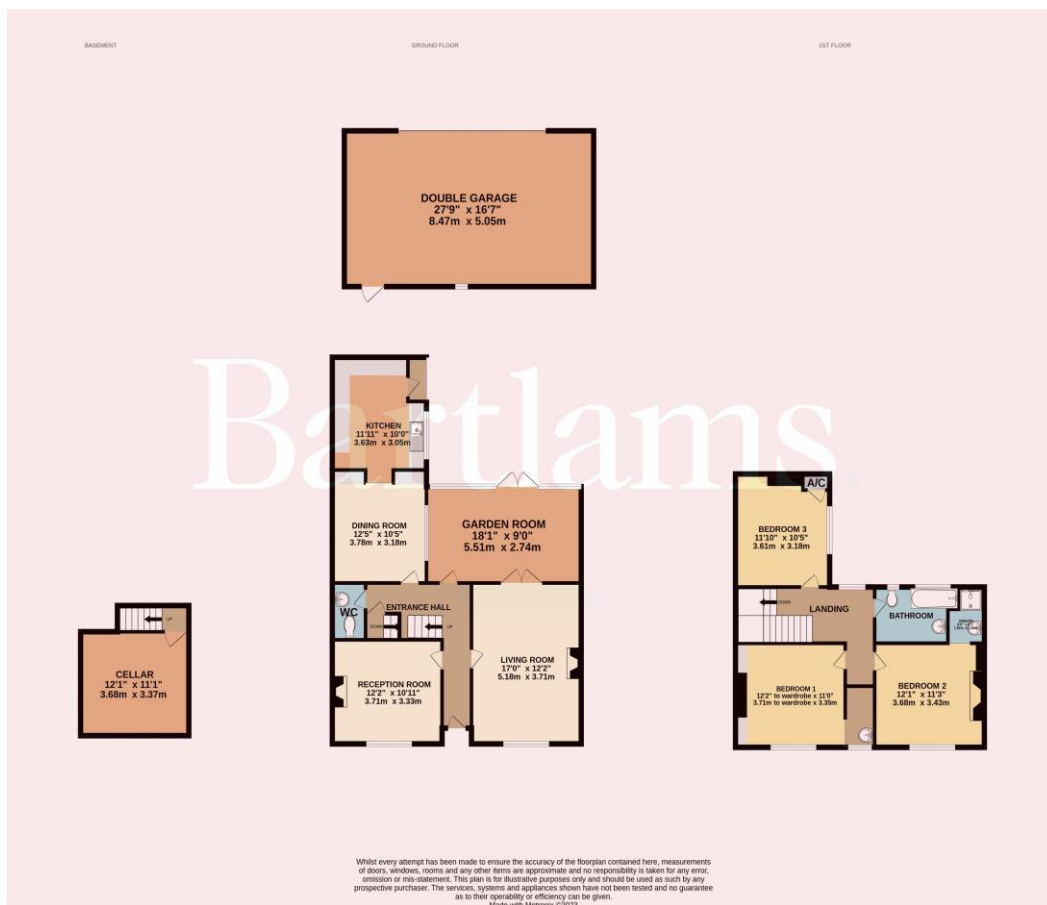 BASEMENT
GROUND FLOOR
1ST FLOOR
DOUBLE GARAGE
27'9" x 16'7"
8.47m x 5.05m
Bartlams.
KITCHEN
11'11" x 10'0"
3.63m x 3.05m
DINING ROOM
12'5" x 10'5"
3.78m x 3.18m
GARDEN ROOM
18'1" x 9'0"
5.51m x 2.74m
WC
ENTRANCE HALL
DOWN
UP
RECEPTION ROOM
12'2" x 10'11"
3.71m x 3.33m
LIVING ROOM
17'0" x 12'2"
5.18m x 3.71m
UP
CELLAR
12'1" x 11'1"
3.68m x 3.37m
A/C
BEDROOM 3
11'10" x 10'5"
3.61m x 3.18m
DOWN
LANDING
BATHROOM
BEDROOM 1
12'2" to wardrobe x 11'0"
3.71m to wardrobe x 3.35m
BEDROOM 2
12'1" x 11'3"
3.68m x 3.43m
Whilst every attempt has been made to ensure the accuracy of the floorplan contained here, measurements
of doors, windows, rooms and any other items are approximate and no responsibility is taken for any error,
omission or mis-statement. This plan is for illustrative purposes only and should be used as such by any
prospective purchaser. The services, systems and appliances shown have not been tested and no guarantee
as to their operability or efficiency can be given.
Made with Metropix ©2023